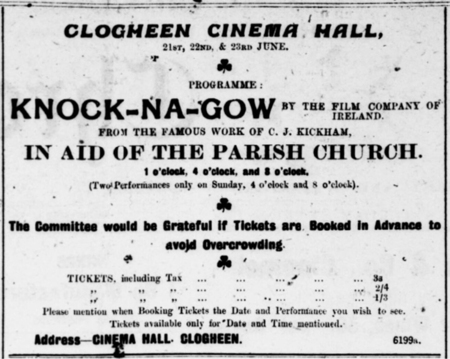 CLOGHEEN CINEMA HALL,
21ST, 22ND, & 23RD JUNE.
PROGRAMME:
KNOCK-NA-GOW BY THE FILM COMPANY OF IRELAND.
FROM THE FAMOUS WORK OF C. J. KICKHAM,
IN AID OF THE PARISH CHURCH.
1 o'clock, 4 o'clock, and 8 o'clock.
(Two Performances only on Sunday, 4 o'clock and 8 o'clock).
The Committee would be Grateful if Tickets are Booked in Advance to
avoid Overcrowding.
TICKETS, including Tax ... ... ... ... ... 3s
" " " ... ... ... ... ... 2/4
" " " ... ... ... ... ... 1/3
Please mention when Booking Tickets the Date and Performance you wish to see.
Tickets available only for Date and Time mentioned.
Address—CINEMA HALL, CLOGHEEN. 6199a.